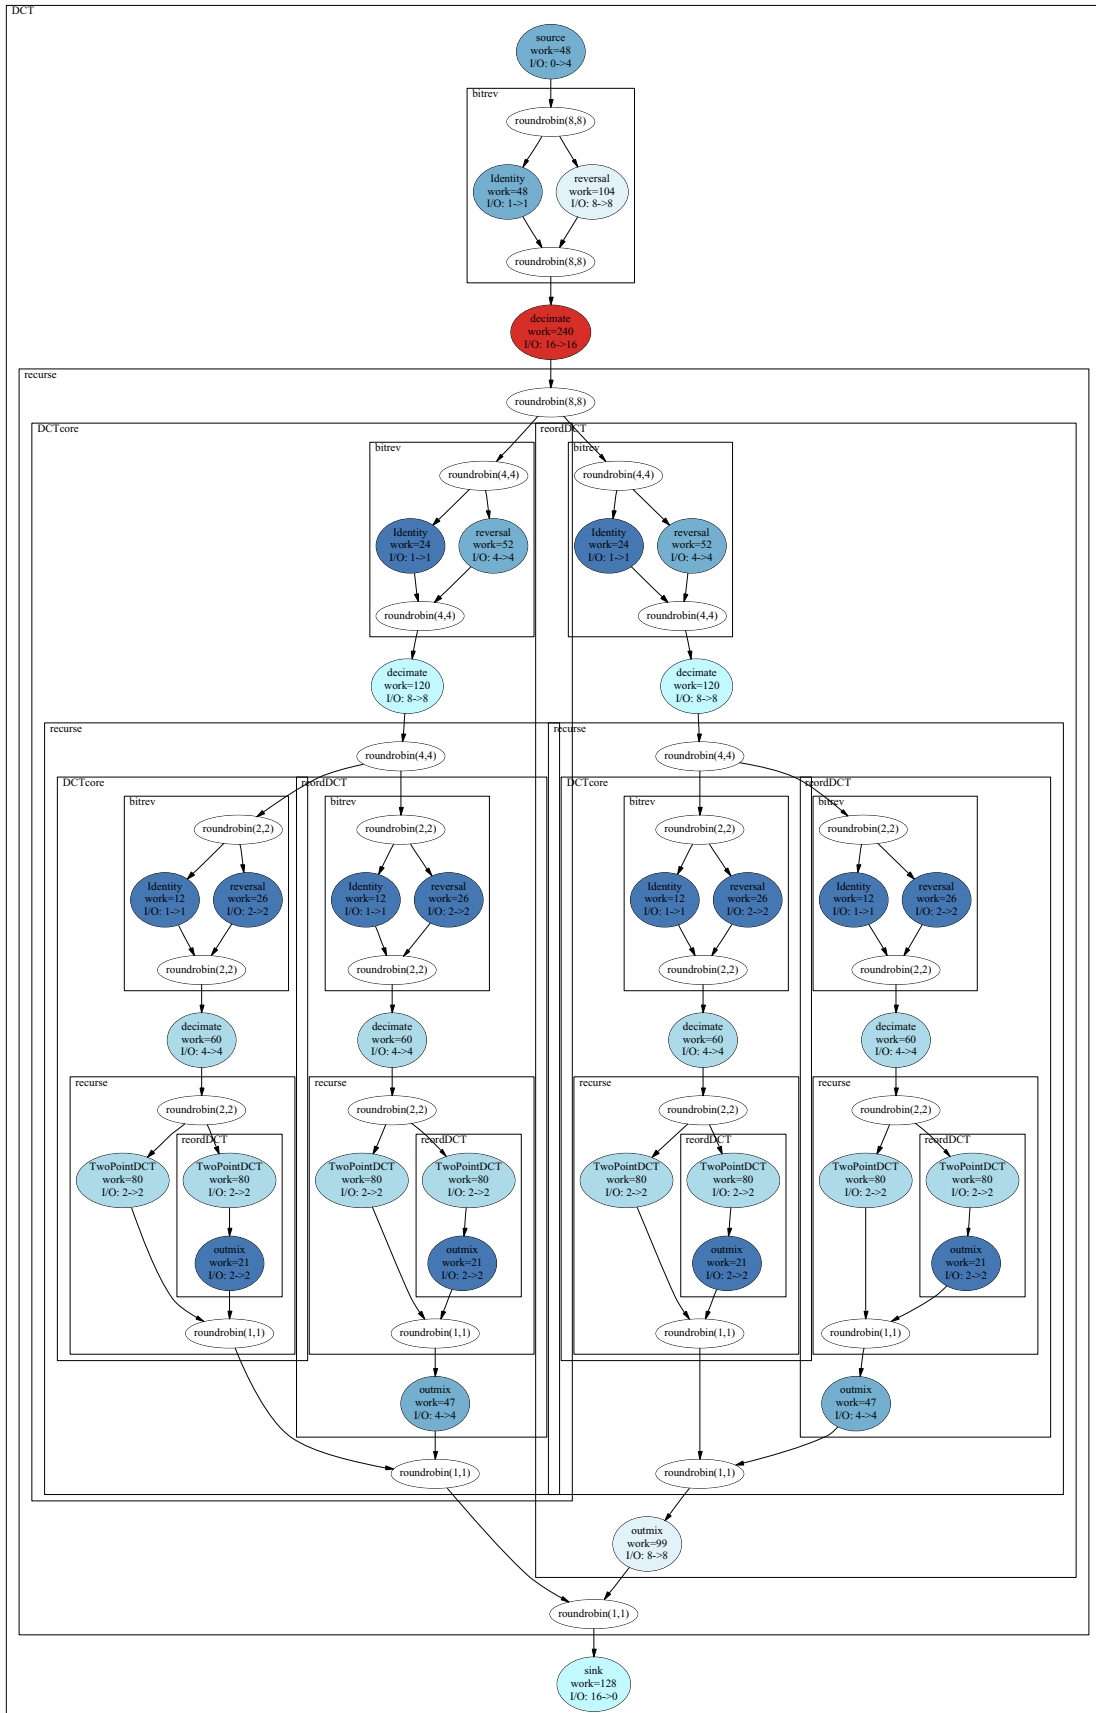 DCT
source
work=48
I/O: 0->4
bitrev
roundrobin(8,8)
Identity
work=48
I/O: 1->1
reversal
work=104
I/O: 8->8
roundrobin(8,8)
decimate
work=240
I/O: 16->16
recurse
roundrobin(8,8)
DCTcore
reordDCT
bitrev
roundrobin(4,4)
Identity
work=24
I/O: 1->1
reversal
work=52
I/O: 4->4
roundrobin(4,4)
bitrev
roundrobin(4,4)
Identity
work=24
I/O: 1->1
reversal
work=52
I/O: 4->4
roundrobin(4,4)
decimate
work=120
I/O: 8->8
decimate
work=120
I/O: 8->8
recurse
roundrobin(4,4)
recurse
roundrobin(4,4)
DCTcore
reordDCT
DCTcore
reordDCT
bitrev
roundrobin(2,2)
Identity
work=12
I/O: 1->1
reversal
work=26
I/O: 2->2
roundrobin(2,2)
bitrev
roundrobin(2,2)
Identity
work=12
I/O: 1->1
reversal
work=26
I/O: 2->2
roundrobin(2,2)
bitrev
roundrobin(2,2)
Identity
work=12
I/O: 1->1
reversal
work=26
I/O: 2->2
roundrobin(2,2)
bitrev
roundrobin(2,2)
Identity
work=12
I/O: 1->1
reversal
work=26
I/O: 2->2
roundrobin(2,2)
decimate
work=60
I/O: 4->4
decimate
work=60
I/O: 4->4
decimate
work=60
I/O: 4->4
decimate
work=60
I/O: 4->4
recurse
roundrobin(2,2)
reordDCT
TwoPointDCT
work=80
I/O: 2->2
TwoPointDCT
work=80
I/O: 2->2
outmix
work=21
I/O: 2->2
roundrobin(1,1)
recurse
roundrobin(2,2)
reordDCT
TwoPointDCT
work=80
I/O: 2->2
TwoPointDCT
work=80
I/O: 2->2
outmix
work=21
I/O: 2->2
roundrobin(1,1)
recurse
roundrobin(2,2)
reordDCT
TwoPointDCT
work=80
I/O: 2->2
TwoPointDCT
work=80
I/O: 2->2
outmix
work=21
I/O: 2->2
roundrobin(1,1)
recurse
roundrobin(2,2)
reordDCT
TwoPointDCT
work=80
I/O: 2->2
TwoPointDCT
work=80
I/O: 2->2
outmix
work=21
I/O: 2->2
roundrobin(1,1)
outmix
work=47
I/O: 4->4
outmix
work=47
I/O: 4->4
roundrobin(1,1)
roundrobin(1,1)
outmix
work=99
I/O: 8->8
roundrobin(1,1)
sink
work=128
I/O: 16->0